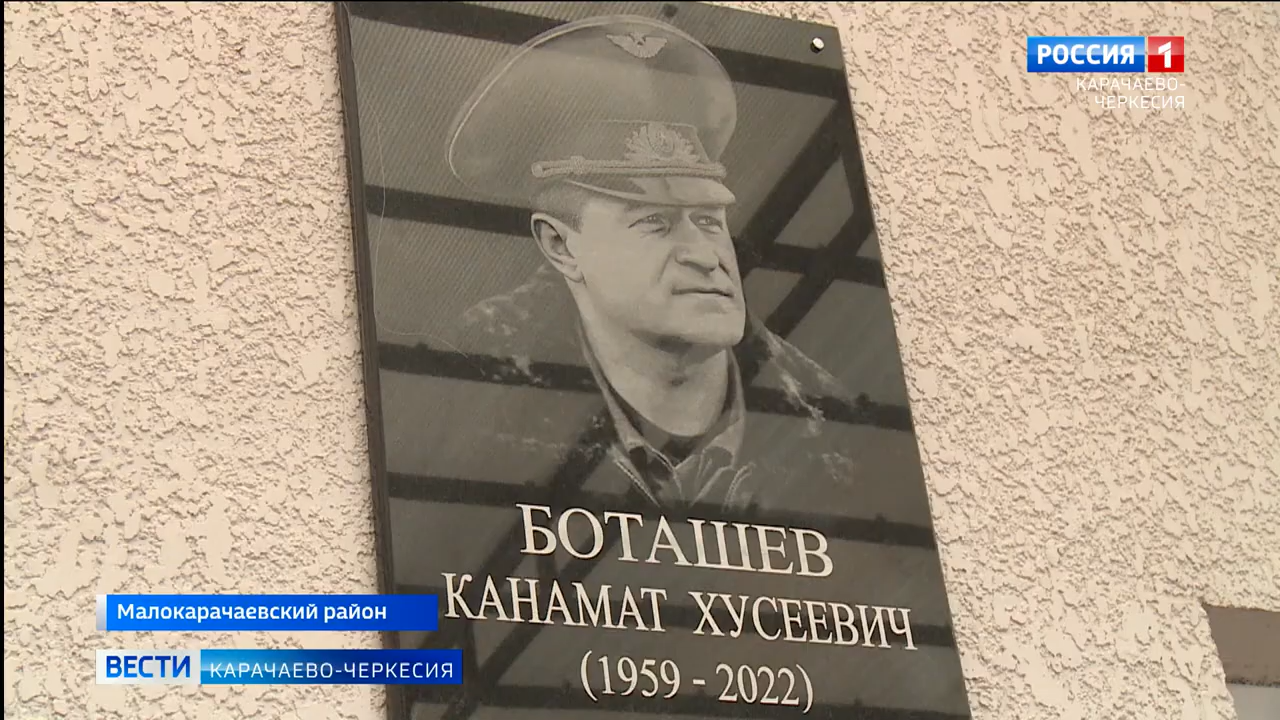 РОССИЯ 1
КАРАЧАЕВО-
ЧЕРКЕСИЯ
БОТАШЕВ
КАНАМАТ ХУСЕЕВИЧ
(1959 - 2022)
Малокарачаевский район
ВЕСТИ КАРАЧАЕВО-ЧЕРКЕСИЯ